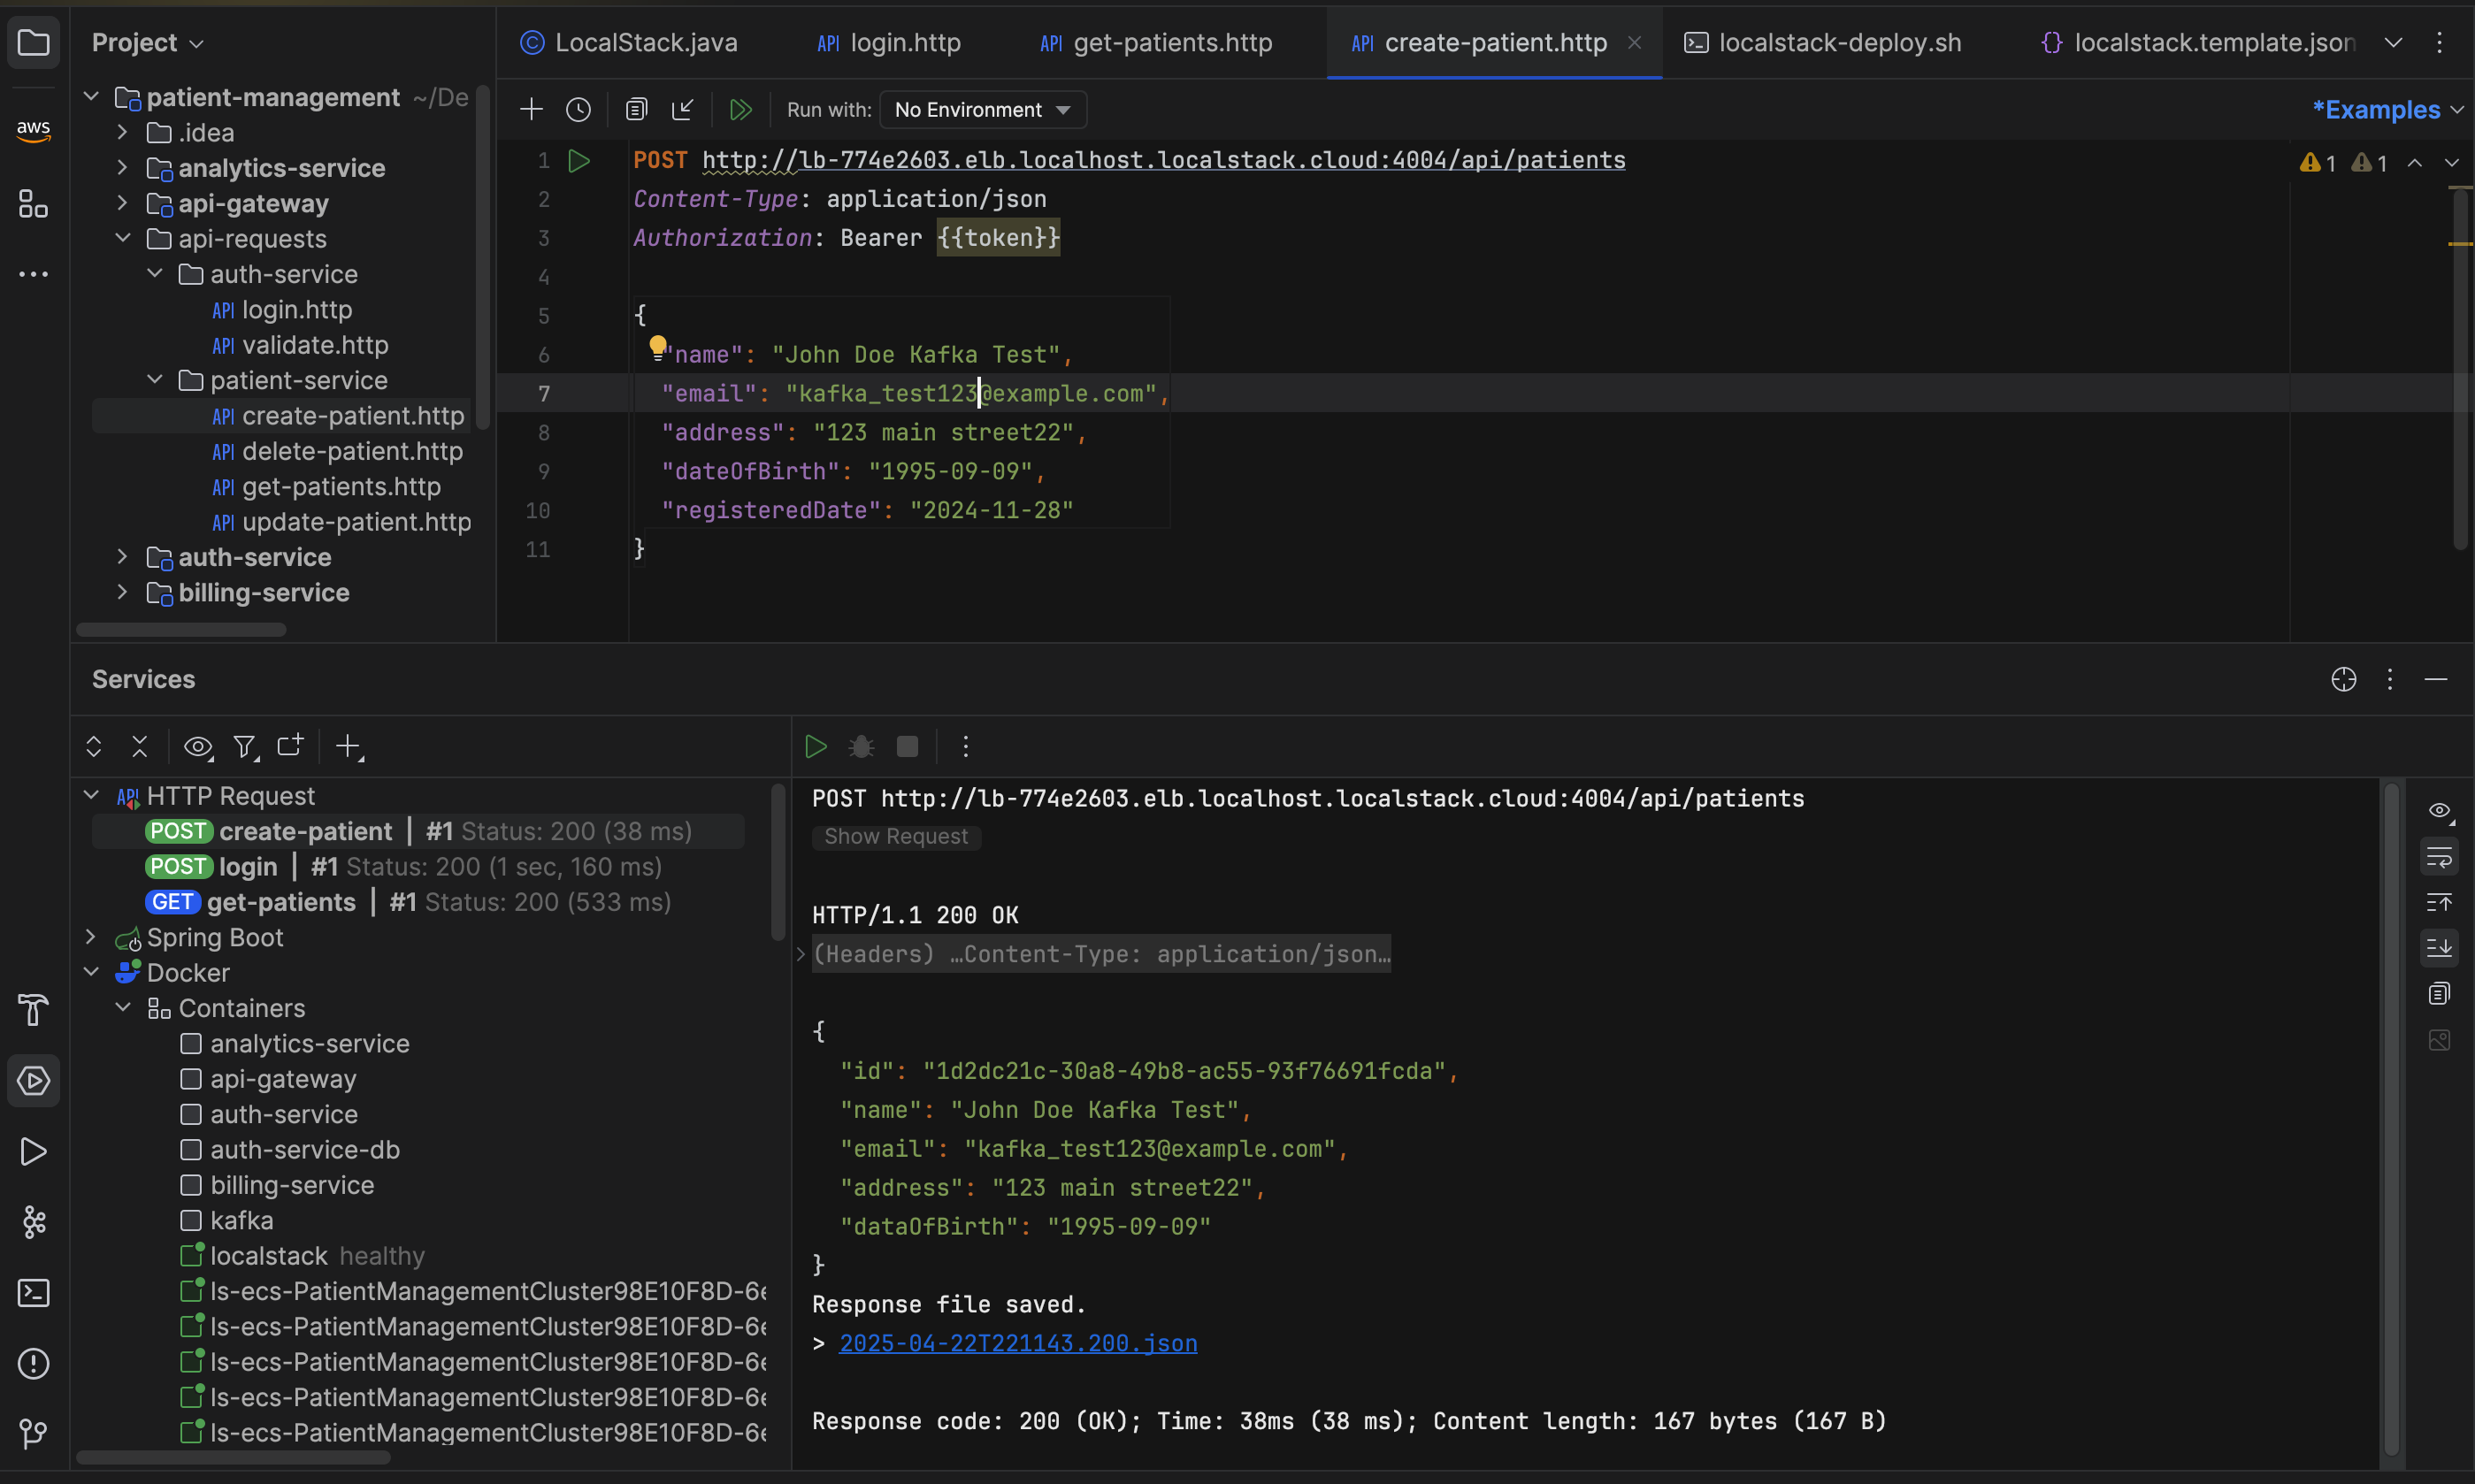 Project
LocalStack.java
API login.http
API get-patients.http
API create-patient.http
localstack-deploy.sh
{} localstack.template.json
aws
patient-management ~/De
.idea
analytics-service
api-gateway
api-requests
auth-service
API login.http
API validate.http
patient-service
API create-patient.http
API delete-patient.http
API get-patients.http
API update-patient.http
auth-service
billing-service
Run with: No Environment
*Examples
1 POST http://lb-774e2603.elb.localhost.localstack.cloud:4004/api/patients
1 1
2 Content-Type: application/json
3 Authorization: Bearer {{token}}
4
5 {
6 "name": "John Doe Kafka Test",
7 "email": "kafka_test123@example.com",
8 "address": "123 main street22",
9 "dateOfBirth": "1995-09-09",
10 "registeredDate": "2024-11-28"
11 }
Services
API HTTP Request
POST create-patient | #1 Status: 200 (38 ms)
POST login | #1 Status: 200 (1 sec, 160 ms)
GET get-patients | #1 Status: 200 (533 ms)
Spring Boot
Docker
Containers
analytics-service
api-gateway
auth-service
auth-service-db
billing-service
kafka
localstack healthy
ls-ecs-PatientManagementCluster98E10F8D-6e
ls-ecs-PatientManagementCluster98E10F8D-6e
ls-ecs-PatientManagementCluster98E10F8D-6e
ls-ecs-PatientManagementCluster98E10F8D-6e
ls-ecs-PatientManagementCluster98E10F8D-6e
POST http://lb-774e2603.elb.localhost.localstack.cloud:4004/api/patients
Show Request
HTTP/1.1 200 OK
(Headers) …Content-Type: application/json…
{
"id": "1d2dc21c-30a8-49b8-ac55-93f76691fcda",
"name": "John Doe Kafka Test",
"email": "kafka_test123@example.com",
"address": "123 main street22",
"dataOfBirth": "1995-09-09"
}
Response file saved.
> 2025-04-22T221143.200.json
Response code: 200 (OK); Time: 38ms (38 ms); Content length: 167 bytes (167 B)